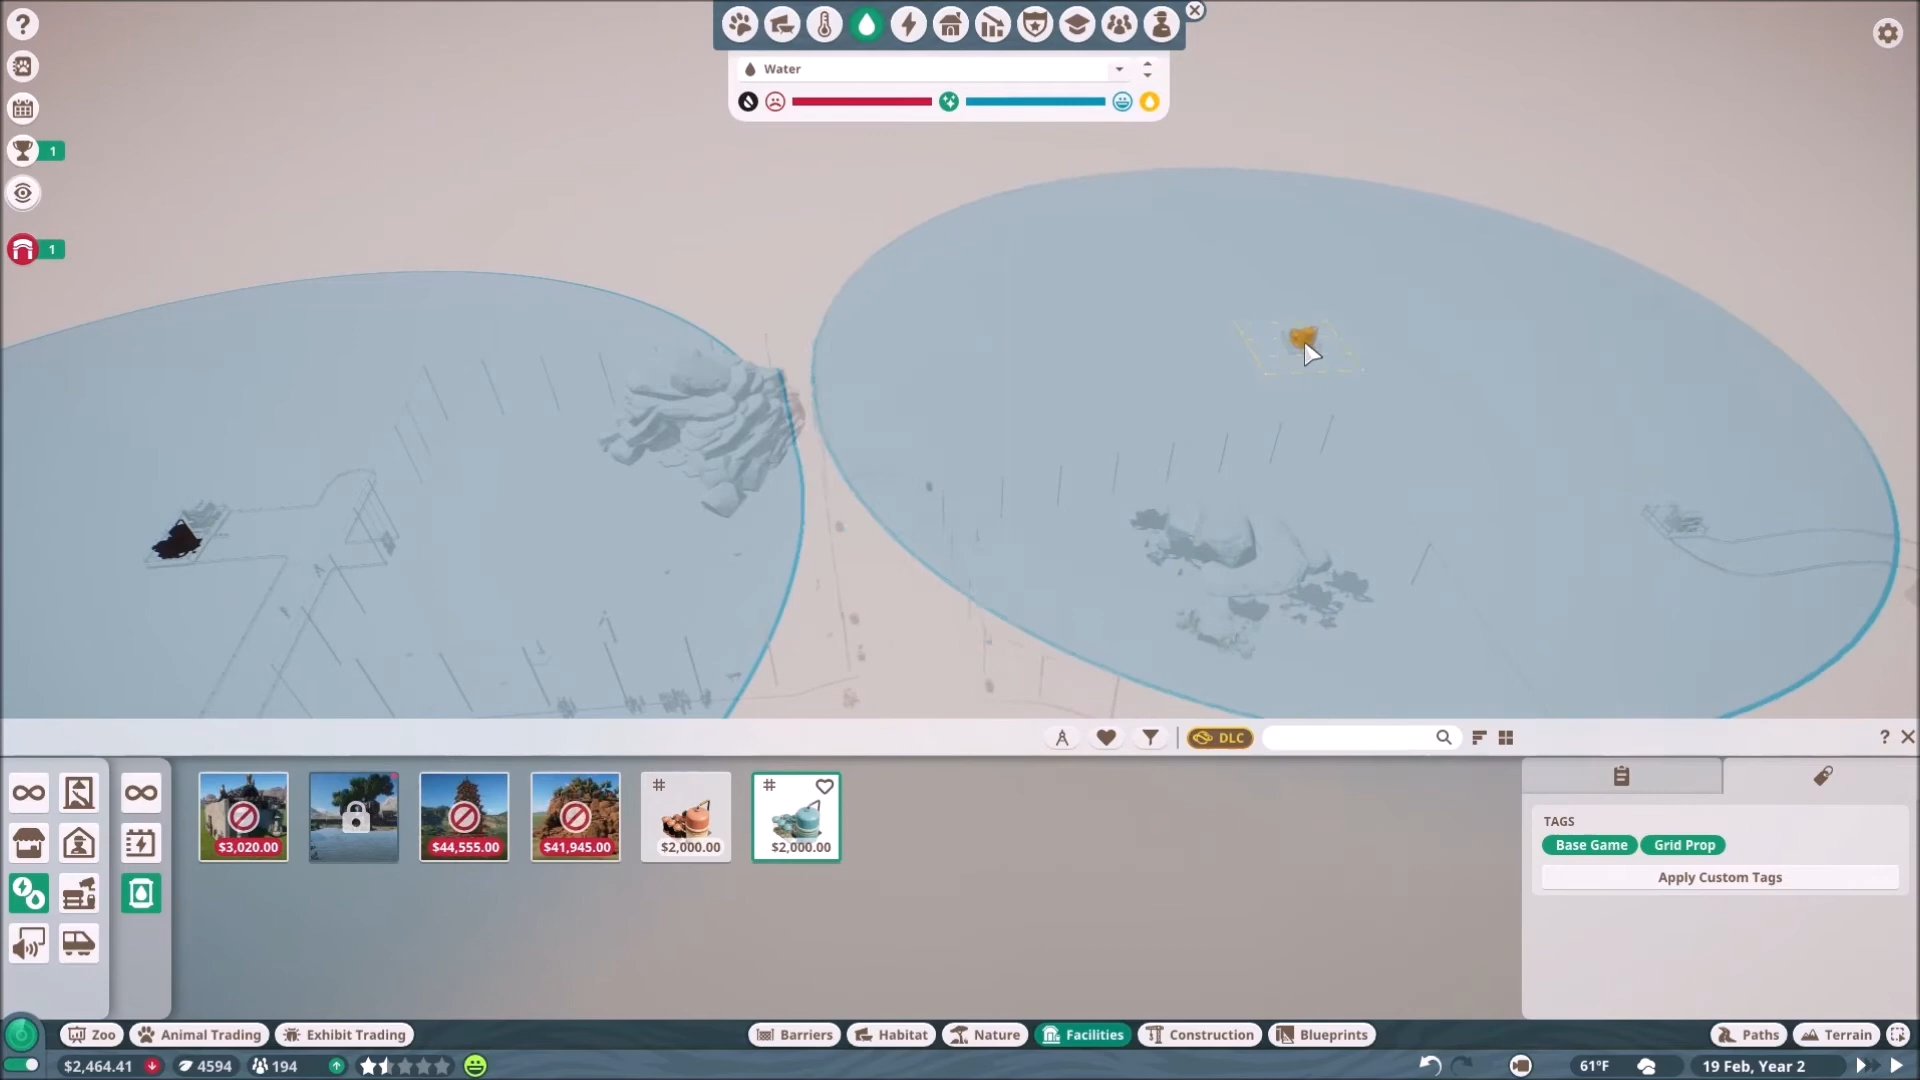 Water
1
1
DLC
$3,020.00
$44,555.00
$41,945.00
$2,000.00
$2,000.00
TAGS
Base Game
Grid Prop
Apply Custom Tags
Zoo
Animal Trading
Exhibit Trading
Barriers
Habitat
Nature
Facilities
Construction
Blueprints
Paths
Terrain
$2,464.41
4594
194
61°F
19 Feb, Year 2